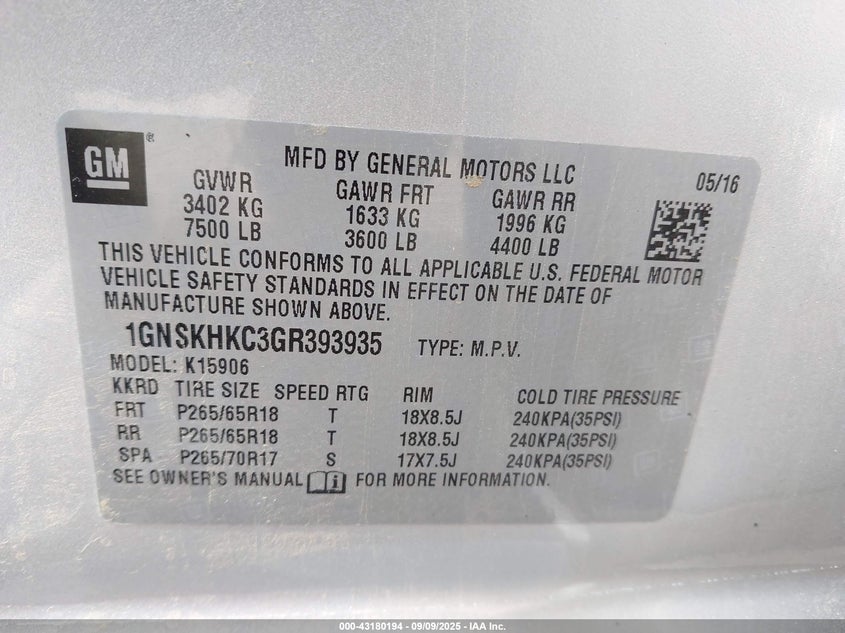 GM
MFD BY GENERAL MOTORS LLC
05/16
GVWR GAWR FRT GAWR RR
3402 KG 1633 KG 1996 KG
7500 LB 3600 LB 4400 LB
THIS VEHICLE CONFORMS TO ALL APPLICABLE U.S. FEDERAL MOTOR
VEHICLE SAFETY STANDARDS IN EFFECT ON THE DATE OF
MANUFACTURE SHOWN ABOVE.
1GNSKHKC3GR393935 TYPE: M.P.V.
MODEL: K15906
KKRD TIRE SIZE SPEED RTG RIM COLD TIRE PRESSURE
FRT P265/65R18 T 18X8.5J 240KPA(35PSI)
RR P265/65R18 T 18X8.5J 240KPA(35PSI)
SPA P265/70R17 S 17X7.5J 240KPA(35PSI)
SEE OWNER'S MANUAL FOR MORE INFORMATION.
000-43180194 - 09/09/2025 - IAA Inc.